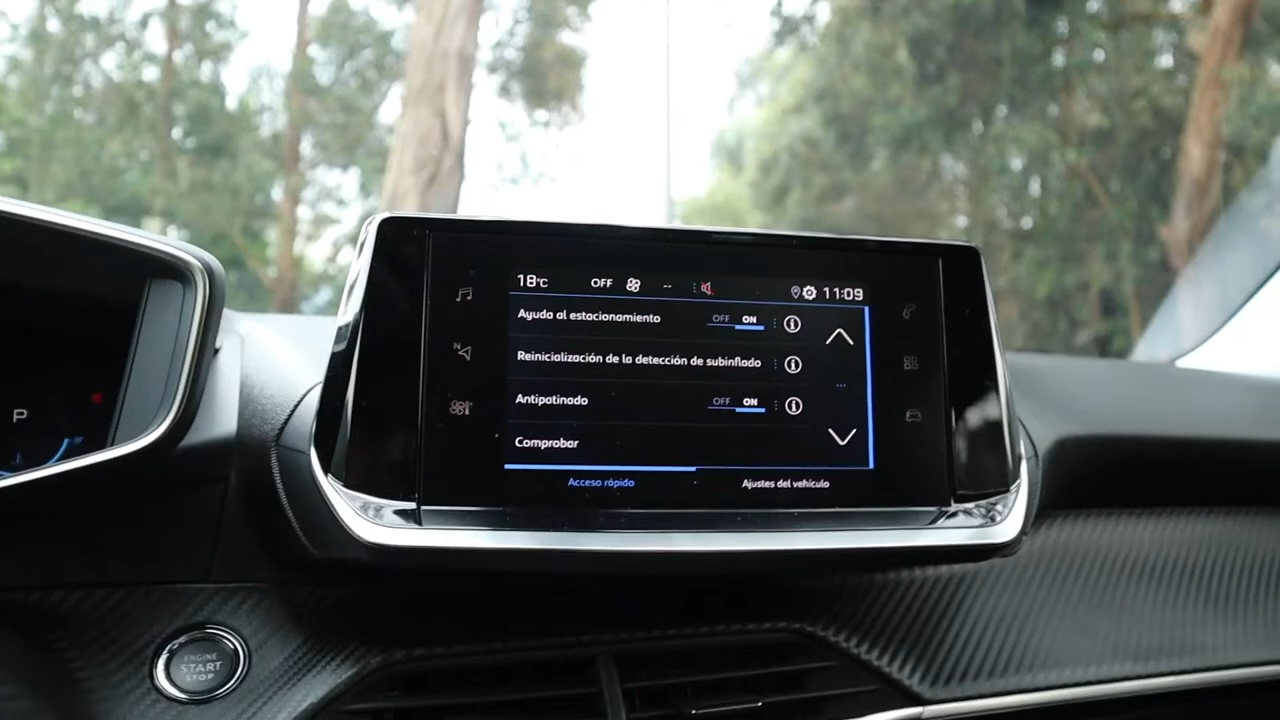 18°C OFF -- 11:09
Ayuda al estacionamiento OFF ON
Reinicialización de la detección de subinflado
Antipatinado OFF ON
Comprobar
Acceso rápido Ajustes del vehículo
N
P
ENGINE
START
STOP